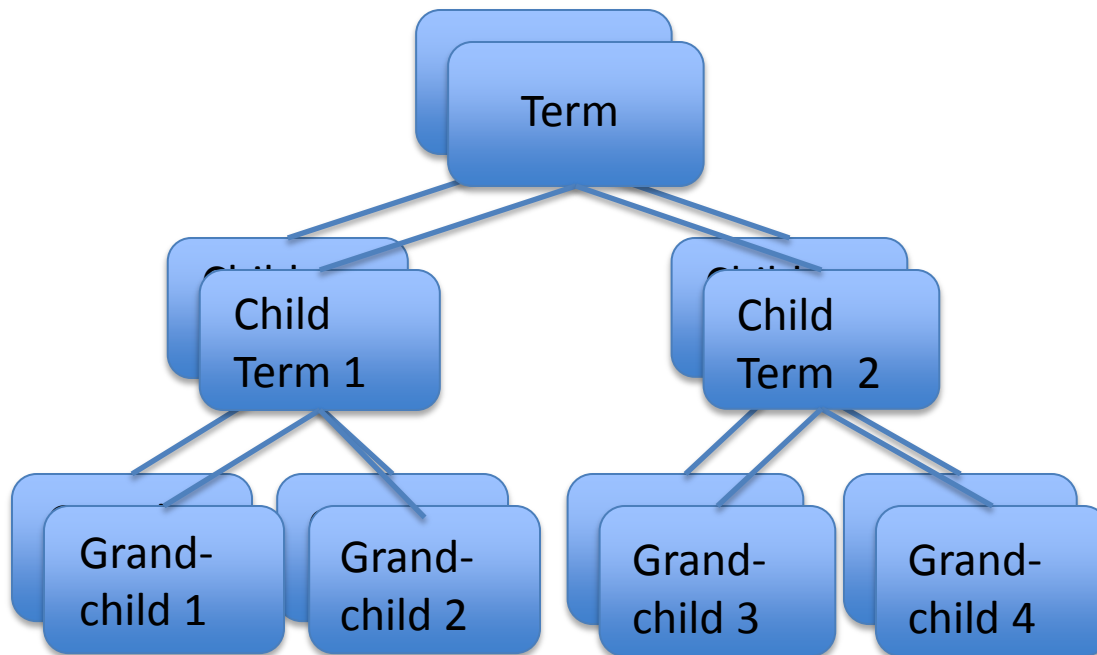 Term
Child
Term 1
Child
Term  2
Grand-
child 1
Grand-
child 2
Grand-
child 3
Grand-
child 4